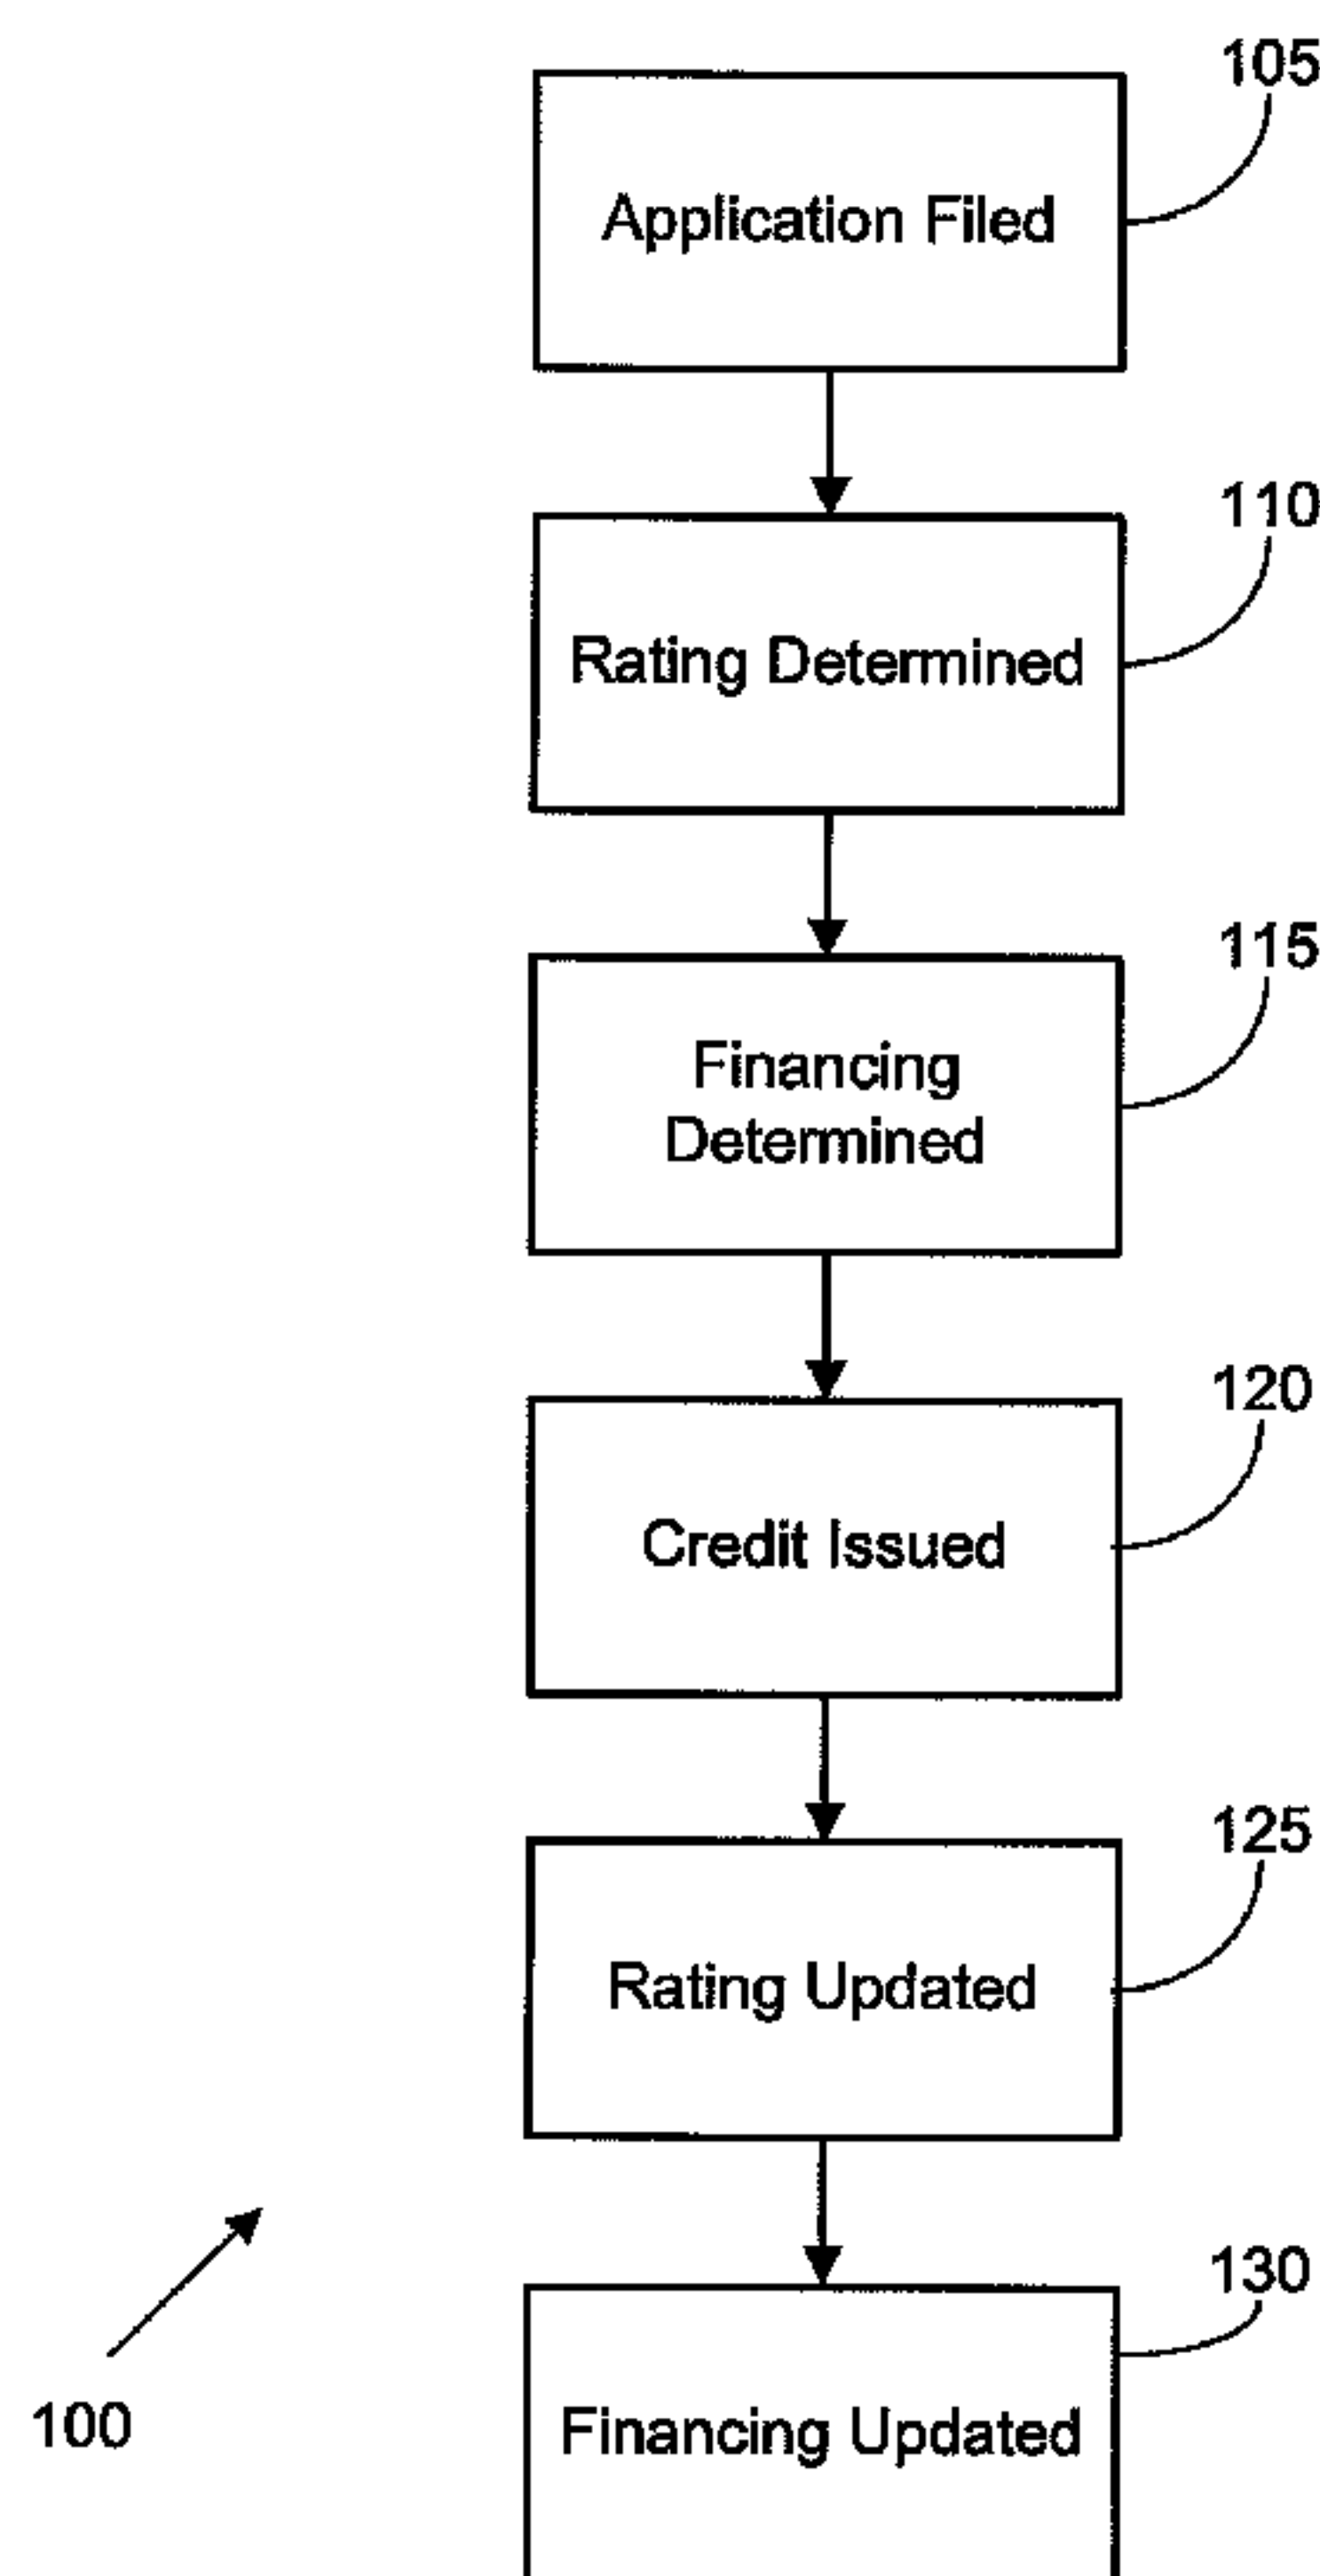 105
Application Filed
110
Rating Determined
115
Financing
Determined
120
Credit Issued
125
Rating Updated
130
100
Financing Updated